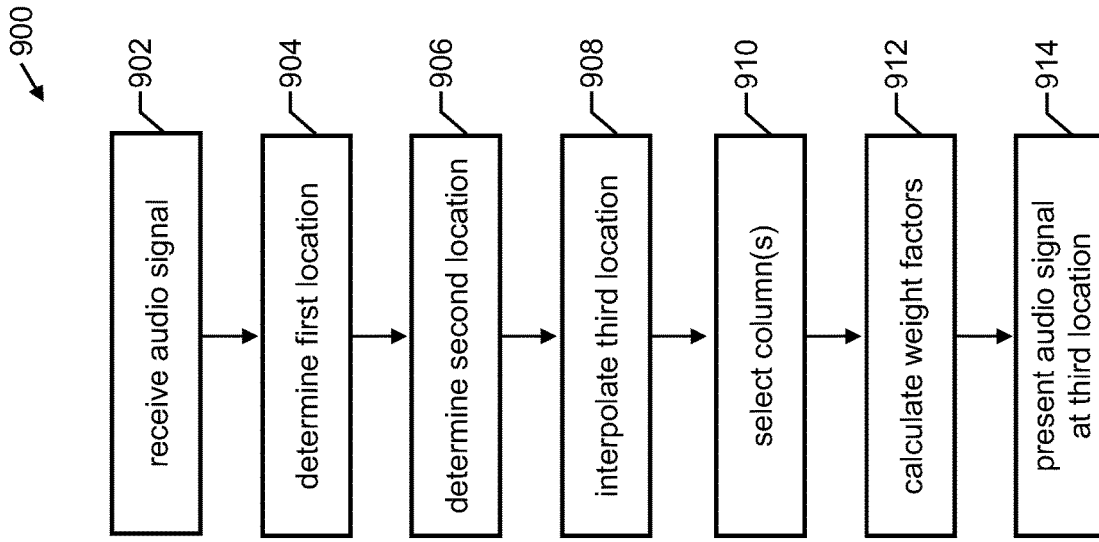 900
receive audio signal
902
determine first location
904
determine second location
906
interpolate third location
908
select column(s)
910
calculate weight factors
912
present audio signal
at third location
914